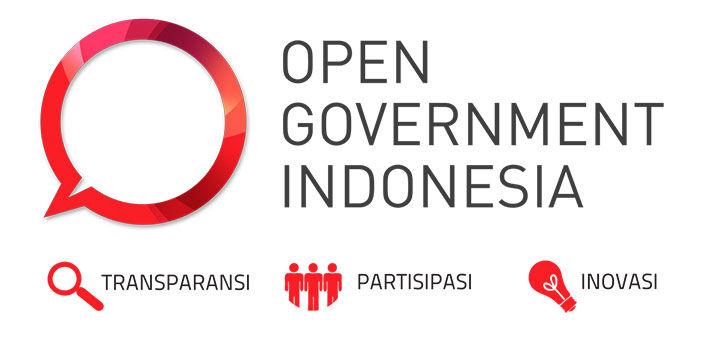 OPEN
GOVERNMENT
INDONESIA
TRANSPARANSI PARTISIPASI INOVASI